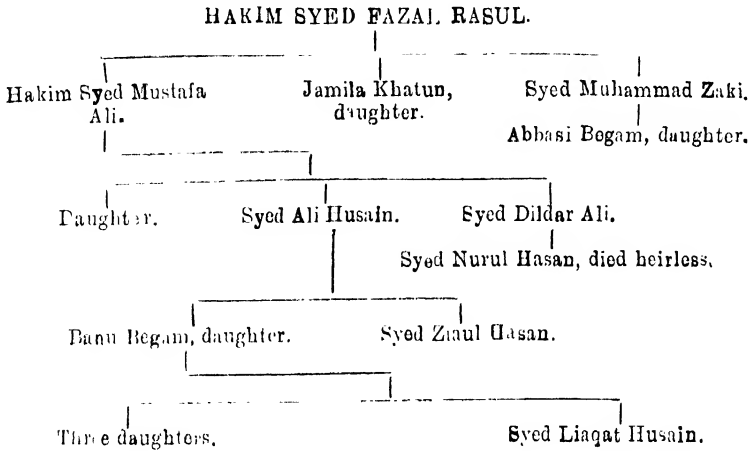 HAKIM SYED FAZAL RASUL.
Hakim Syed Mustafa Ali.
Jamila Khatun, daughter.
Syed Muhammad Zaki.
Abbasi Begam, daughter.
Daughter.
Syed Ali Husain.
Syed Dildar Ali.
Syed Nurul Hasan, died heirless.
Banu Begam, daughter.
Syed Ziaul Hasan.
Three daughters.
Syed Liaqat Husain.